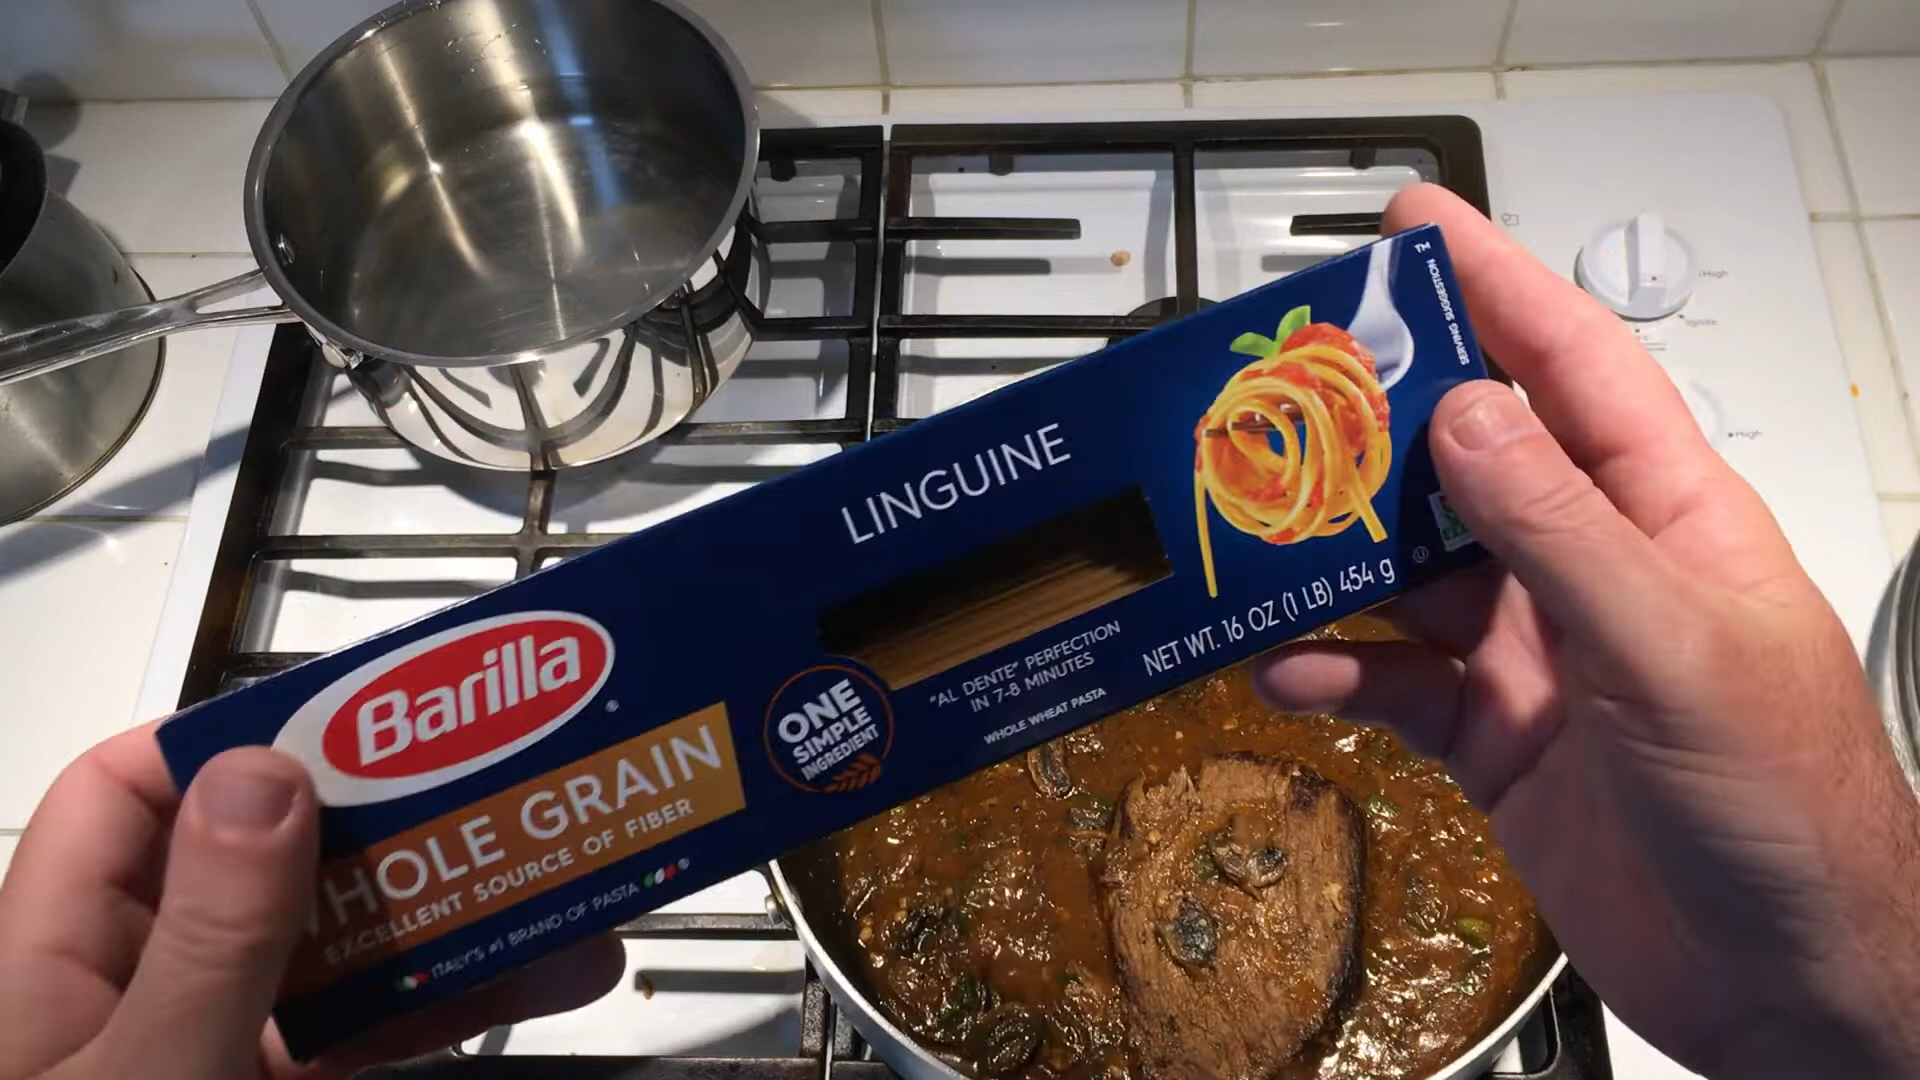 High
Ignite
High
SERVING SUGGESTION
LINGUINE
Barilla
WHOLE GRAIN
EXCELLENT SOURCE OF FIBER
ITALY'S #1 BRAND OF PASTA
ONE
SIMPLE
INGREDIENT
"AL DENTE" PERFECTION
IN 7-8 MINUTES
WHOLE WHEAT PASTA
NET WT. 16 OZ (1 LB) 454 g